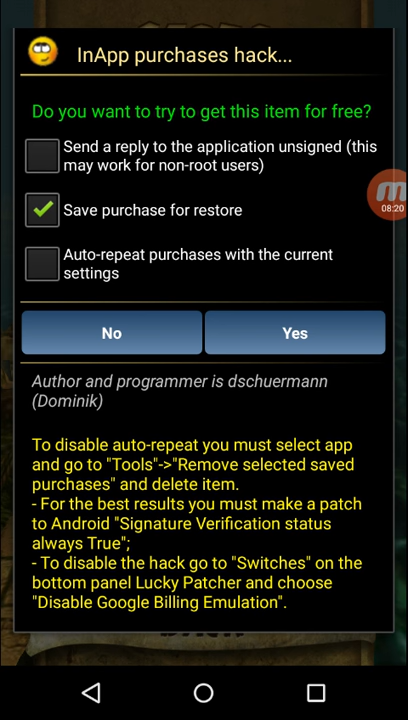 InApp purchases hack...
Do you want to try to get this item for free?
Send a reply to the application unsigned (this
may work for non-root users)
Save purchase for restore
08:20
Auto-repeat purchases with the current
settings
No
Yes
Author and programmer is dschuermann
(Dominik)
To disable auto-repeat you must select app
and go to "Tools"->"Remove selected saved
purchases" and delete item.
- For the best results you must make a patch
to Android "Signature Verification status
always True";
- To disable the hack go to "Switches" on the
bottom panel Lucky Patcher and choose
"Disable Google Billing Emulation".